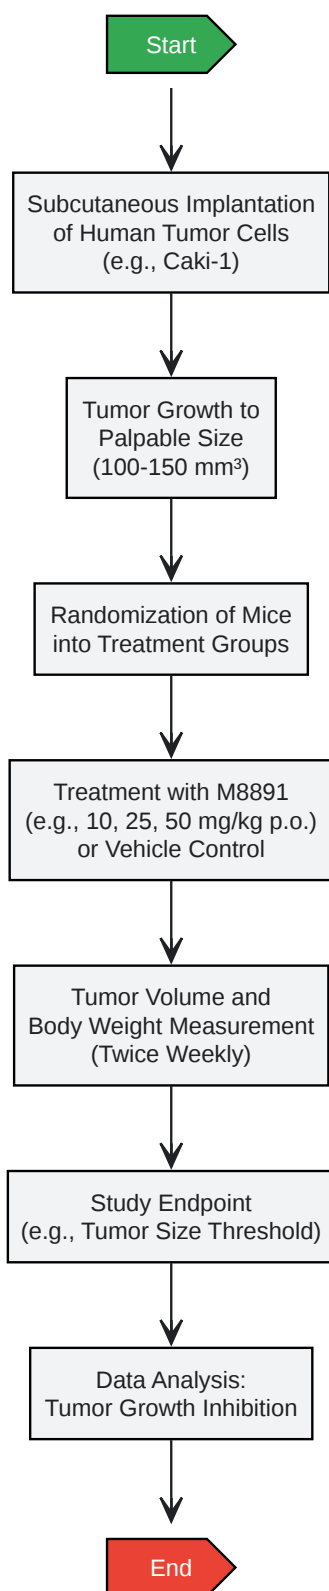 Start
Subcutaneous Implantation
of Human Tumor Cells
(e.g., Caki-1)
Tumor Growth to
Palpable Size
(100-150 mm³)
Randomization of Mice
into Treatment Groups
Treatment with M8891
(e.g., 10, 25, 50 mg/kg p.o.)
or Vehicle Control
Tumor Volume and
Body Weight Measurement
(Twice Weekly)
Study Endpoint
(e.g., Tumor Size Threshold)
Data Analysis:
Tumor Growth Inhibition
End